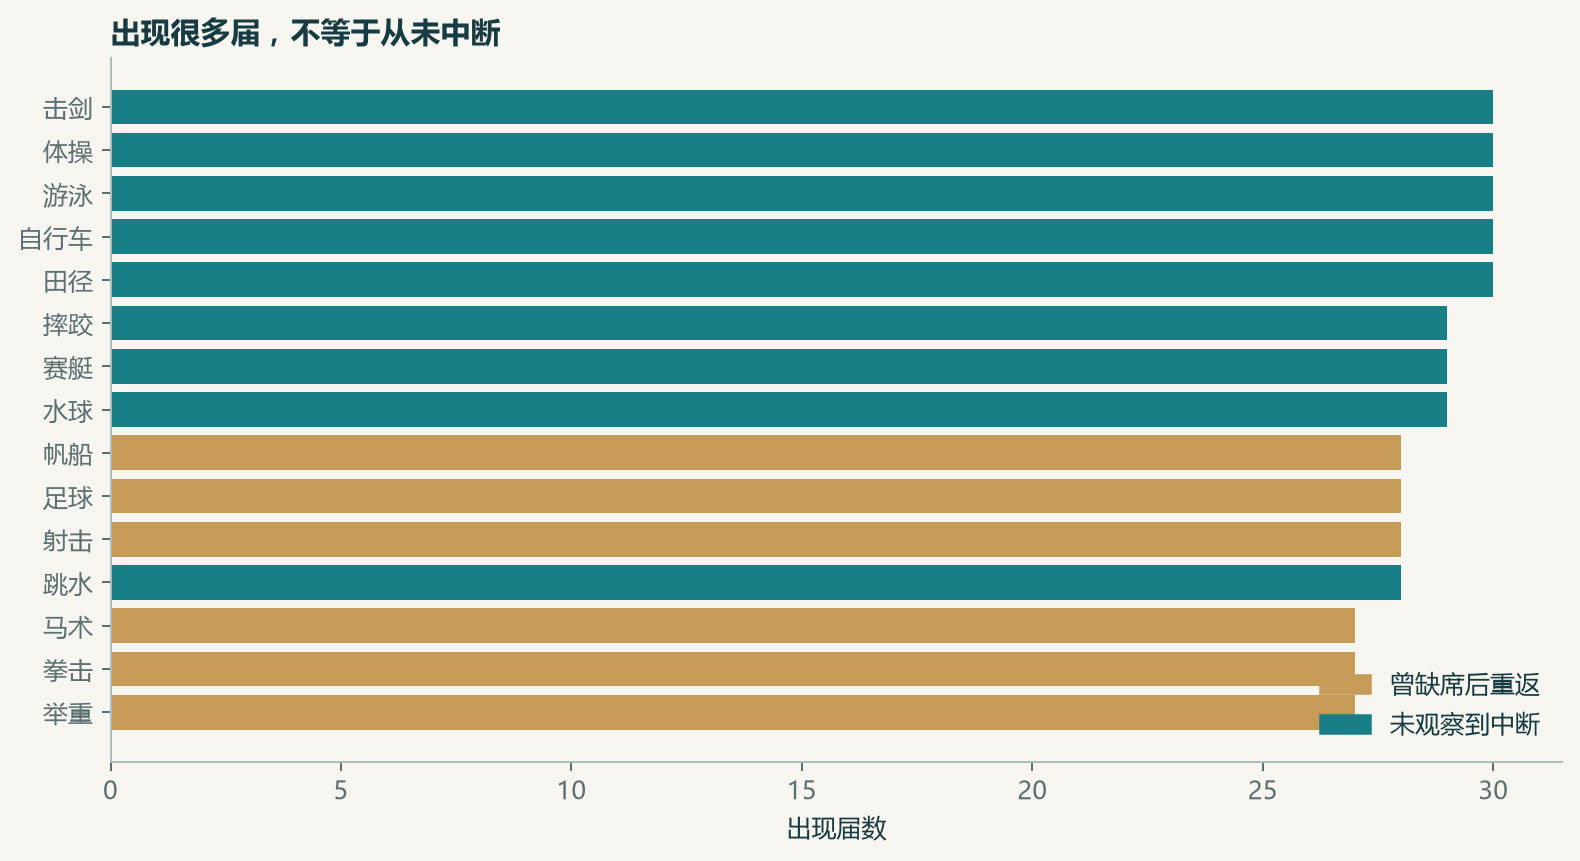 出现很多届，不等于从未中断
击剑
体操
游泳
自行车
田径
摔跤
赛艇
水球
帆船
足球
射击
跳水
马术
拳击
举重
曾缺席后重返
未观察到中断
0 5 10 15 20 25 30
出现届数